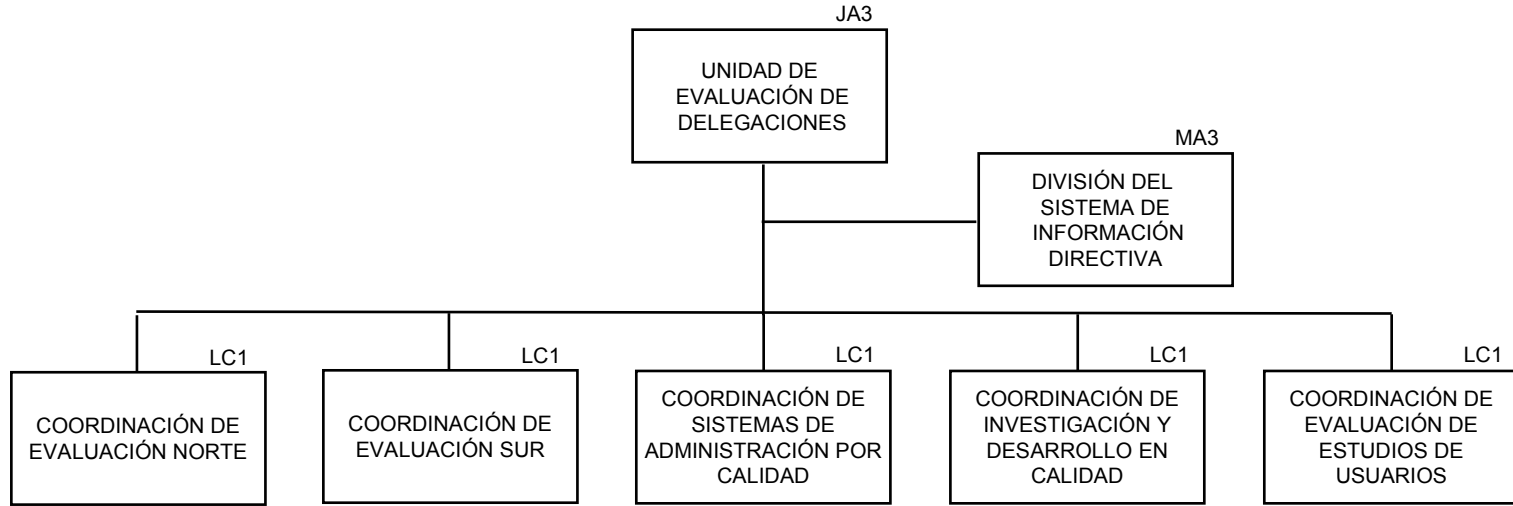 JA3
UNIDAD DE
EVALUACIÓN DE
DELEGACIONES
MA3
DIVISIÓN DEL
SISTEMA DE
INFORMACIÓN
DIRECTIVA
LC1
COORDINACIÓN DE
EVALUACIÓN NORTE
LC1
COORDINACIÓN DE
EVALUACIÓN SUR
LC1
COORDINACIÓN DE
SISTEMAS DE
ADMINISTRACIÓN POR
CALIDAD
LC1
COORDINACIÓN DE
INVESTIGACIÓN Y
DESARROLLO EN
CALIDAD
LC1
COORDINACIÓN DE
EVALUACIÓN DE
ESTUDIOS DE
USUARIOS